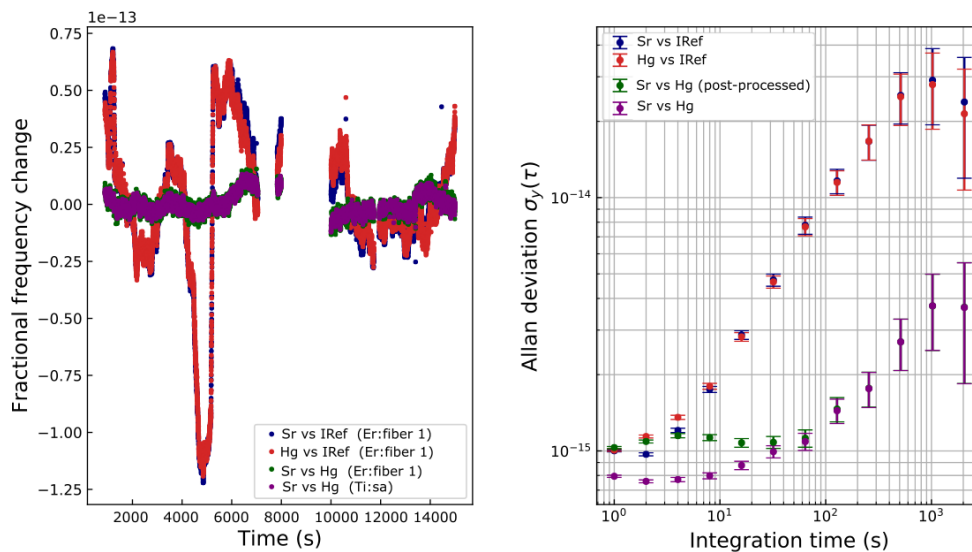 1e−13
0.75
0.50
0.25
0.00
−0.25
−0.50
−0.75
−1.00
−1.25
Fractional frequency change
Sr vs IRef (Er:fiber 1)
Hg vs IRef (Er:fiber 1)
Sr vs Hg (Er:fiber 1)
Sr vs Hg (Ti:sa)
2000 4000 6000 8000 10000 12000 14000
Time (s)
Sr vs IRef
Hg vs IRef
Sr vs Hg (post-processed)
Sr vs Hg
10⁻¹⁴
10⁻¹⁵
Allan deviation σy(τ)
10⁰ 10¹ 10² 10³
Integration time (s)